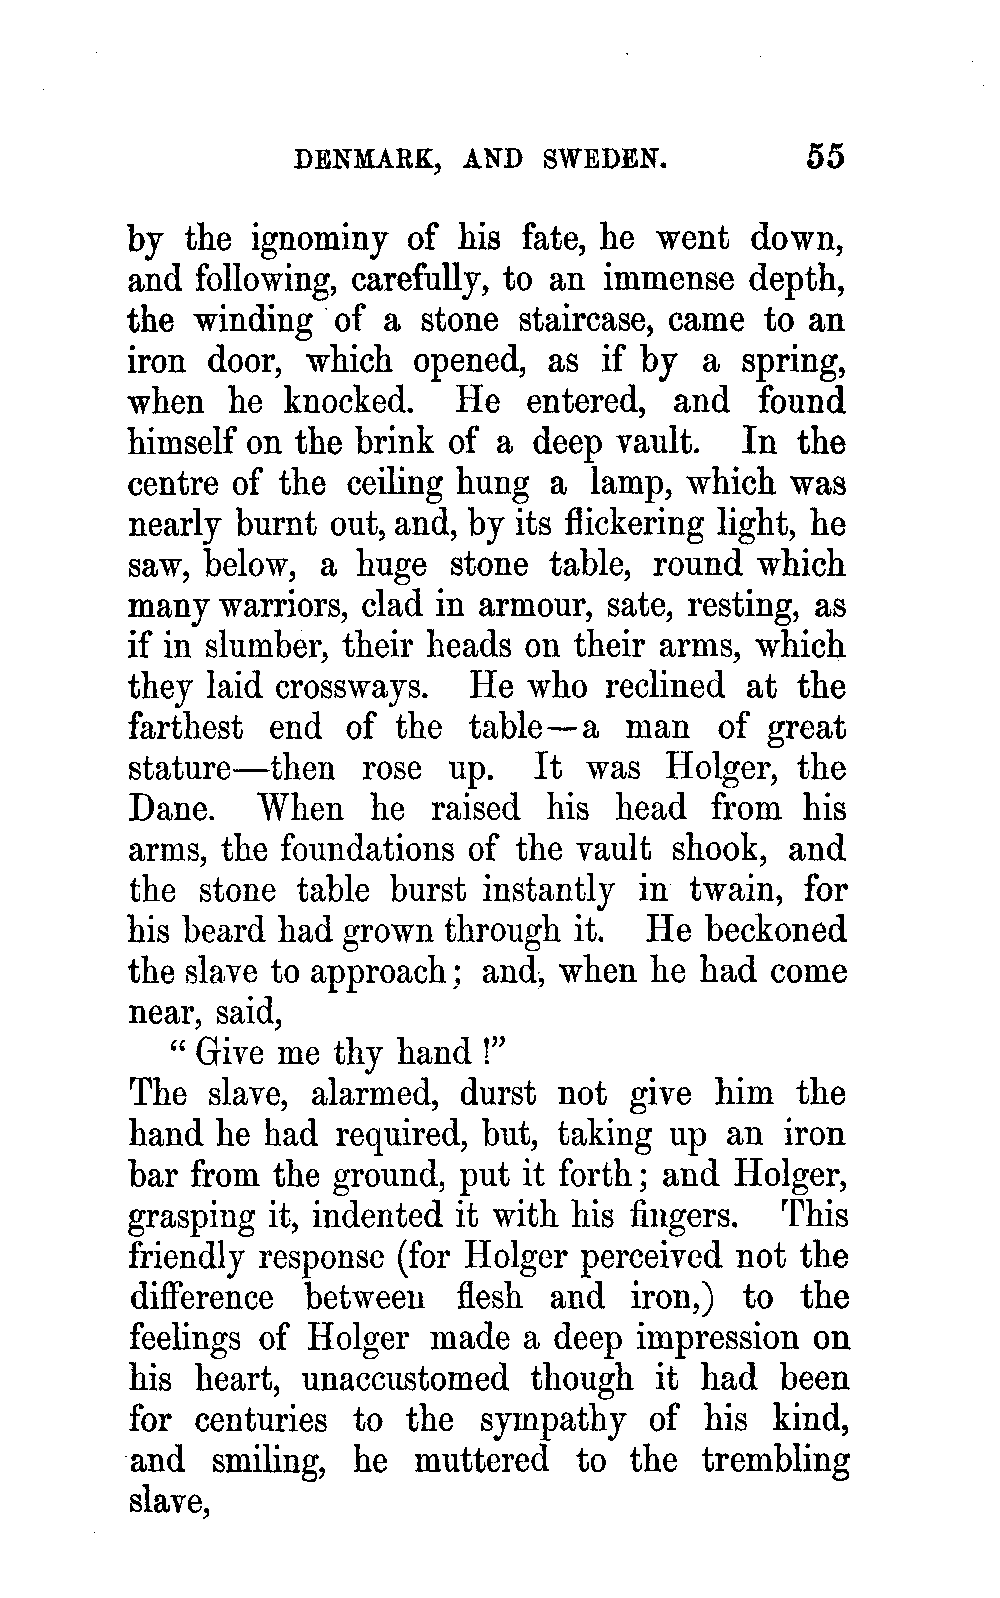 DENMARK, AND SWEDEN. 55
by the ignominy of his fate, he went down,
and following, carefully, to an immense depth,
the winding of a stone staircase, came to an
iron door, which opened, as if by a spring,
when he knocked. He entered, and found
himself on the brink of a deep vault. In the
centre of the ceiling hung a lamp, which was
nearly burnt out, and, by its flickering light, he
saw, below, a huge stone table, round which
many warriors, clad in armour, sate, resting, as
if in slumber, their heads on their arms, which
they laid crossways. He who reclined at the
farthest end of the table—a man of great
stature—then rose up. It was Holger, the
Dane. When he raised his head from his
arms, the foundations of the vault shook, and
the stone table burst instantly in twain, for
his beard had grown through it. He beckoned
the slave to approach; and, when he had come
near, said,
“ Give me thy hand !”
The slave, alarmed, durst not give him the
hand he had required, but, taking up an iron
bar from the ground, put it forth; and Holger,
grasping it, indented it with his fingers. This
friendly response (for Holger perceived not the
difference between flesh and iron,) to the
feelings of Holger made a deep impression on
his heart, unaccustomed though it had been
for centuries to the sympathy of his kind,
and smiling, he muttered to the trembling
slave,